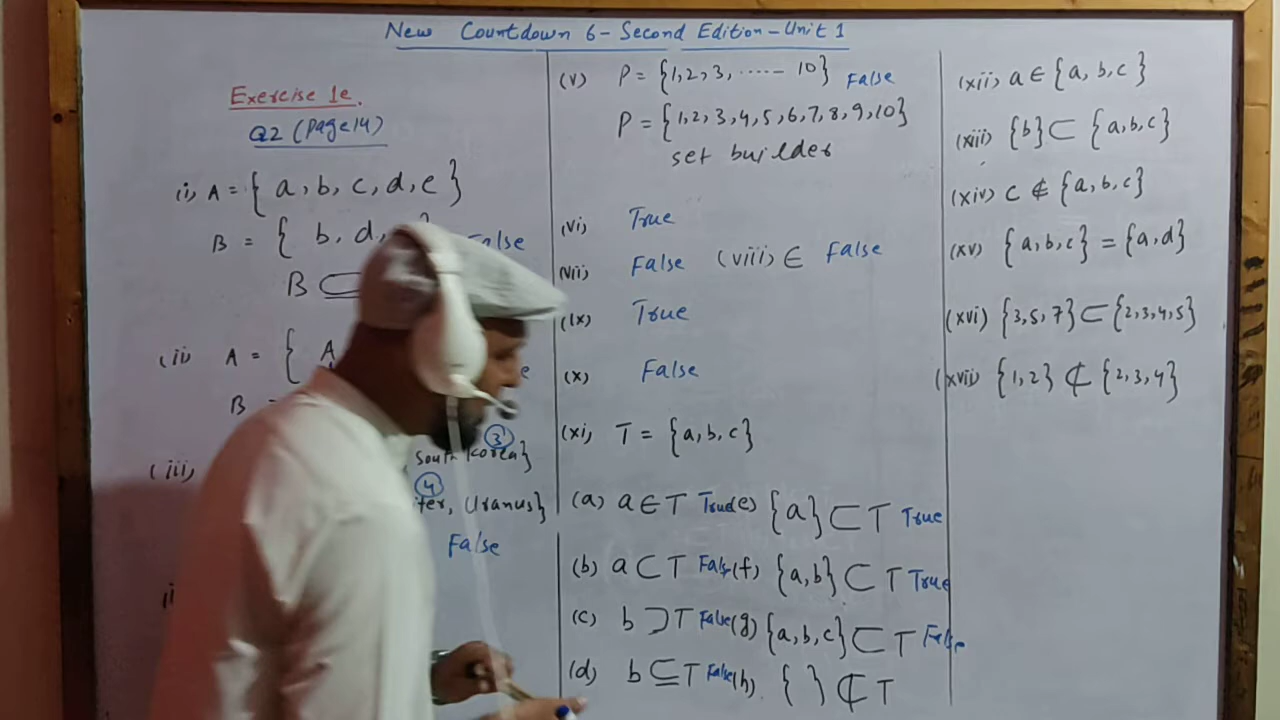 New Countdown 6 - Second Edition - Unit 1
Exercise 1e.
Q2 (Page 14)
(i) A = { a, b, c, d, e }
B = { b, d, } False
B ⊆
(ii) A = { A
B =
(iii)
③
South Korea}
④
iter, Uranus}
False
(v) P = {1, 2, 3, ...... 10} False
P = {1, 2, 3, 4, 5, 6, 7, 8, 9, 10}
set builder
(vi) True
(vii) False (viii) ∈ False
(ix) True
(x) False
(xi) T = {a, b, c}
(a) a ∈ T True (e) {a} ⊂ T True
(b) a ⊂ T False (f) {a, b} ⊂ T True
(c) b ⊃ T False (g) {a, b, c} ⊂ T False
(d) b ⊆ T False (h) { } ⊄ T
(xii) a ∈ {a, b, c}
(xiii) {b} ⊂ {a, b, c}
(xiv) c ∉ {a, b, c}
(xv) {a, b, c} = {a, d}
(xvi) {3, 5, 7} ⊂ {2, 3, 4, 5}
(xvii) {1, 2} ⊄ {2, 3, 4}